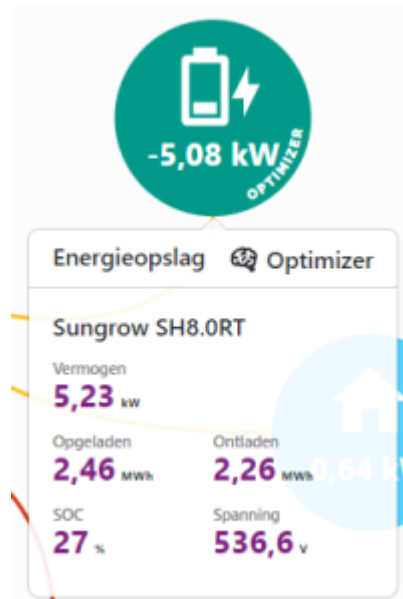 -5,08 kW
OPTIMIZER
Energieopslag Optimizer
Sungrow SH8.0RT
Vermogen
5,23 kW
Opgeladen Ontladen
2,46 MWh 2,26 MWh
0,64 k
SOC Spanning
27 % 536,6 V